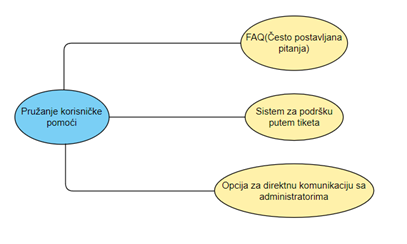 FAQ(Često postavljana
pitanja)
Pružanje korisničke
pomoći
Sistem za podršku
putem tiketa
Opcija za direktnu komunikaciju sa
administratorima